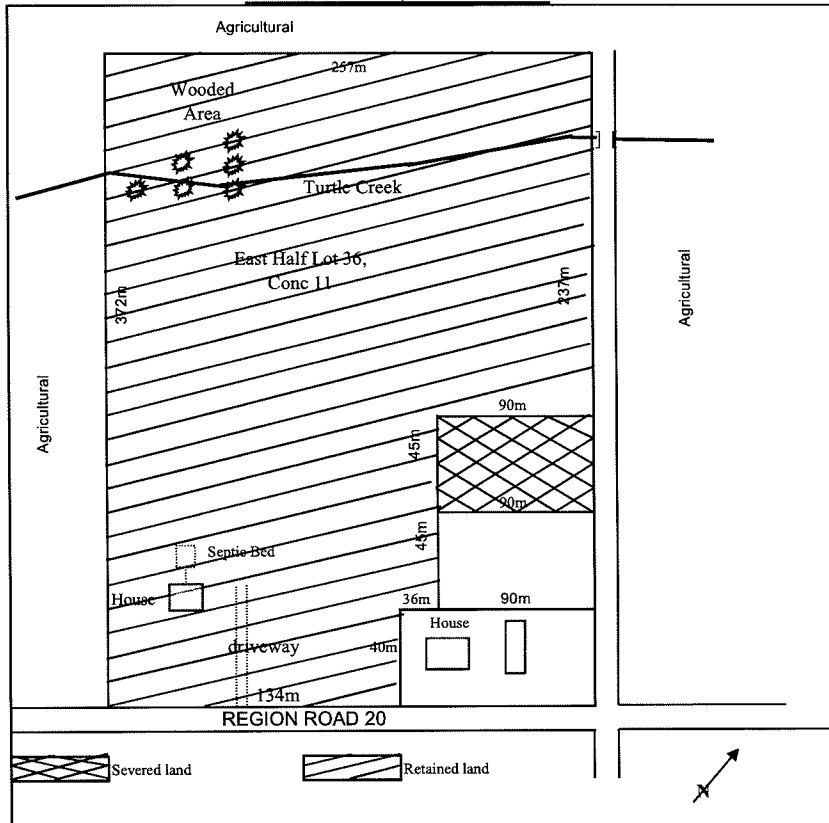 Agricultural
257m
Wooded
Area
Turtle Creek
East Half Lot 36,
Conc 11
372m
237m
Agricultural
Agricultural
90m
45m
90m
45m
Septic Bed
House
36m
90m
House
40m
driveway
134m
REGION ROAD 20
Severed land
Retained land
N